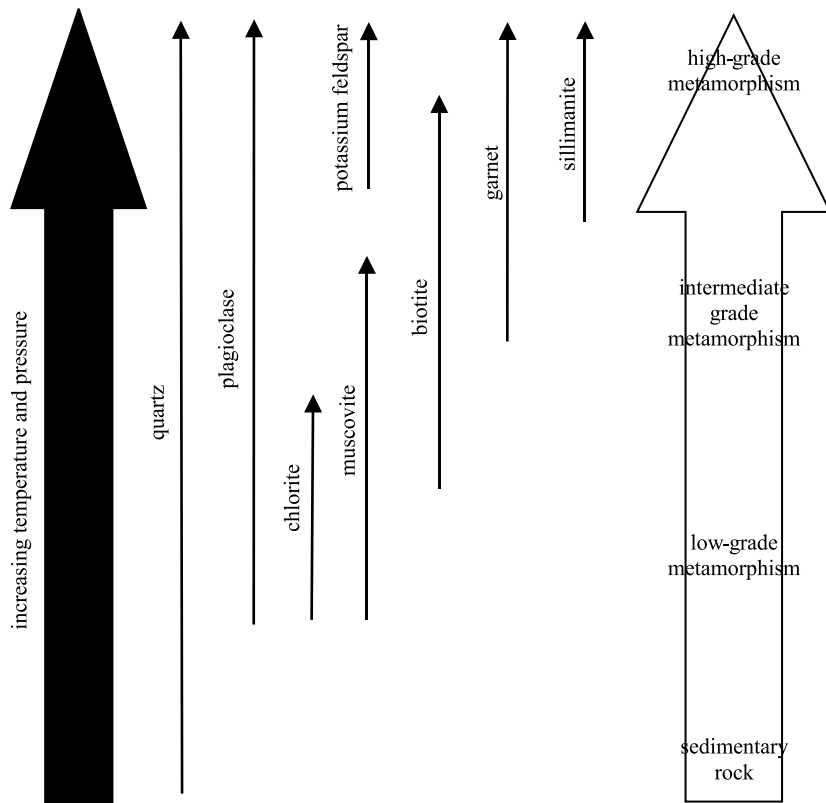 increasing temperature and pressure
quartz
plagioclase
chlorite
muscovite
potassium feldspar
biotite
garnet
sillimanite
high-grade
metamorphism
intermediate
grade
metamorphism
low-grade
metamorphism
sedimentary
rock